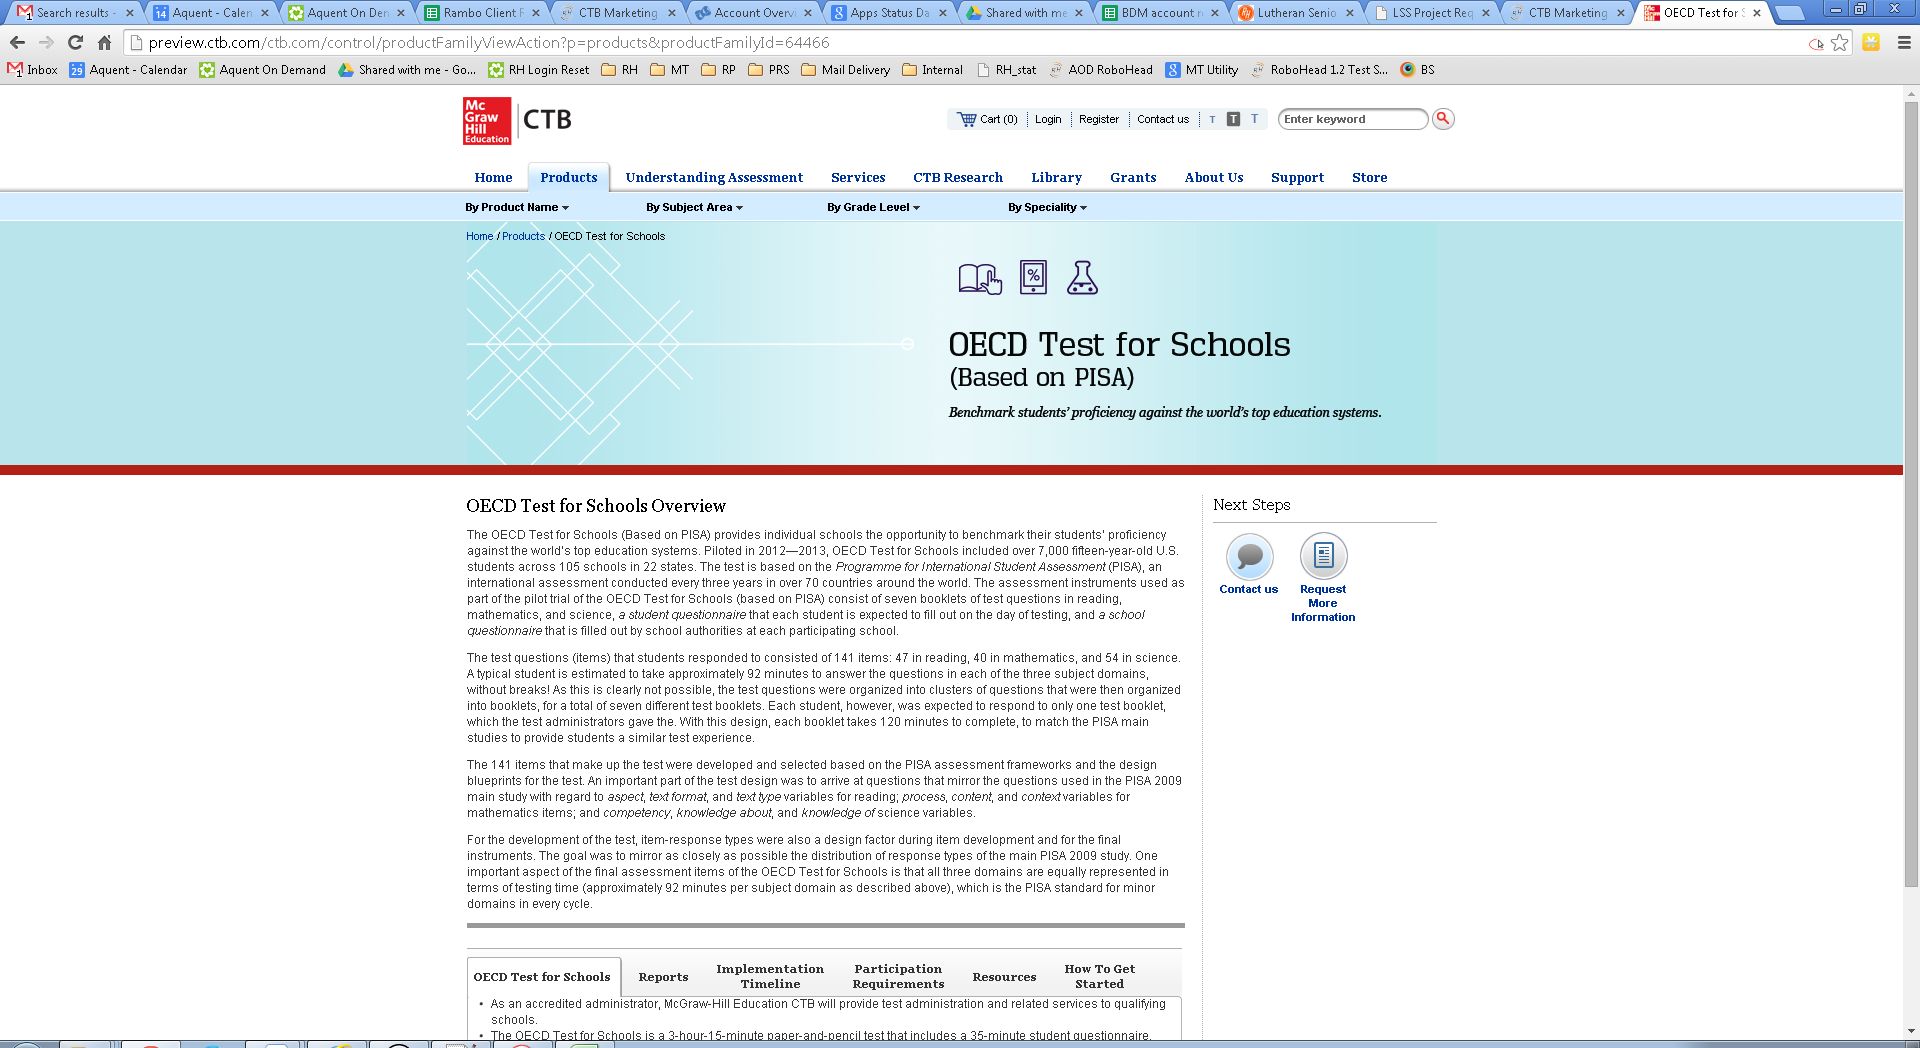 Search results -
Aquent - Calen
Aquent On Den
Rambo Client F
CTB Marketing
Account Overv
Apps Status Da
Shared with me
BDM account r
Lutheran Senio
LSS Project Req
CTB Marketing
OECD Test for S
preview.ctb.com/ctb.com/control/productFamilyViewAction?p=products&productFamilyId=64466
Inbox
29 Aquent - Calendar
Aquent On Demand
Shared with me - Go...
RH Login Reset
RH
MT
RP
PRS
Mail Delivery
Internal
RH_stat
AOD RoboHead
MT Utility
RoboHead 1.2 Test S...
BS
Mc
Graw
Hill
Education
CTB
Cart (0) Login Register Contact us T T T
Enter keyword
Home Products Understanding Assessment Services CTB Research Library Grants About Us Support Store
By Product Name By Subject Area By Grade Level By Speciality
Home / Products / OECD Test for Schools
%
OECD Test for Schools
(Based on PISA)
Benchmark students' proficiency against the world's top education systems.
OECD Test for Schools Overview
The OECD Test for Schools (Based on PISA) provides individual schools the opportunity to benchmark their students' proficiency
against the world's top education systems. Piloted in 2012—2013, OECD Test for Schools included over 7,000 fifteen-year-old U.S.
students across 105 schools in 22 states. The test is based on the Programme for International Student Assessment (PISA), an
international assessment conducted every three years in over 70 countries around the world. The assessment instruments used as
part of the pilot trial of the OECD Test for Schools (based on PISA) consist of seven booklets of test questions in reading,
mathematics, and science, a student questionnaire that each student is expected to fill out on the day of testing, and a school
questionnaire that is filled out by school authorities at each participating school.
The test questions (items) that students responded to consisted of 141 items: 47 in reading, 40 in mathematics, and 54 in science.
A typical student is estimated to take approximately 92 minutes to answer the questions in each of the three subject domains,
without breaks! As this is clearly not possible, the test questions were organized into clusters of questions that were then organized
into booklets, for a total of seven different test booklets. Each student, however, was expected to respond to only one test booklet,
which the test administrators gave the. With this design, each booklet takes 120 minutes to complete, to match the PISA main
studies to provide students a similar test experience.
The 141 items that make up the test were developed and selected based on the PISA assessment frameworks and the design
blueprints for the test. An important part of the test design was to arrive at questions that mirror the questions used in the PISA 2009
main study with regard to aspect, text format, and text type variables for reading; process, content, and context variables for
mathematics items; and competency, knowledge about, and knowledge of science variables.
For the development of the test, item-response types were also a design factor during item development and for the final
instruments. The goal was to mirror as closely as possible the distribution of response types of the main PISA 2009 study. One
important aspect of the final assessment items of the OECD Test for Schools is that all three domains are equally represented in
terms of testing time (approximately 92 minutes per subject domain as described above), which is the PISA standard for minor
domains in every cycle.
Next Steps
Contact us
Request
More
Information
OECD Test for Schools
Reports
Implementation
Timeline
Participation
Requirements
Resources
How To Get
Started
• As an accredited administrator, McGraw-Hill Education CTB will provide test administration and related services to qualifying
schools.
• The OECD Test for Schools is a 3-hour-15-minute paper-and-pencil test that includes a 35-minute student questionnaire.